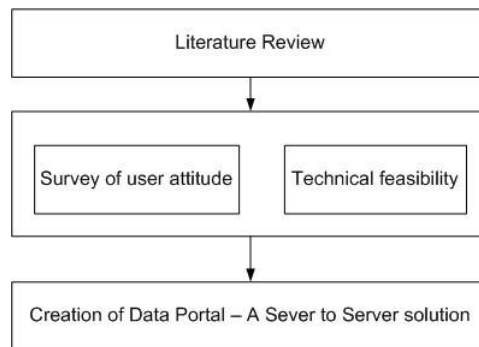 Literature Review
Survey of user attitude
Technical feasibility
Creation of Data Portal – A Sever to Server solution